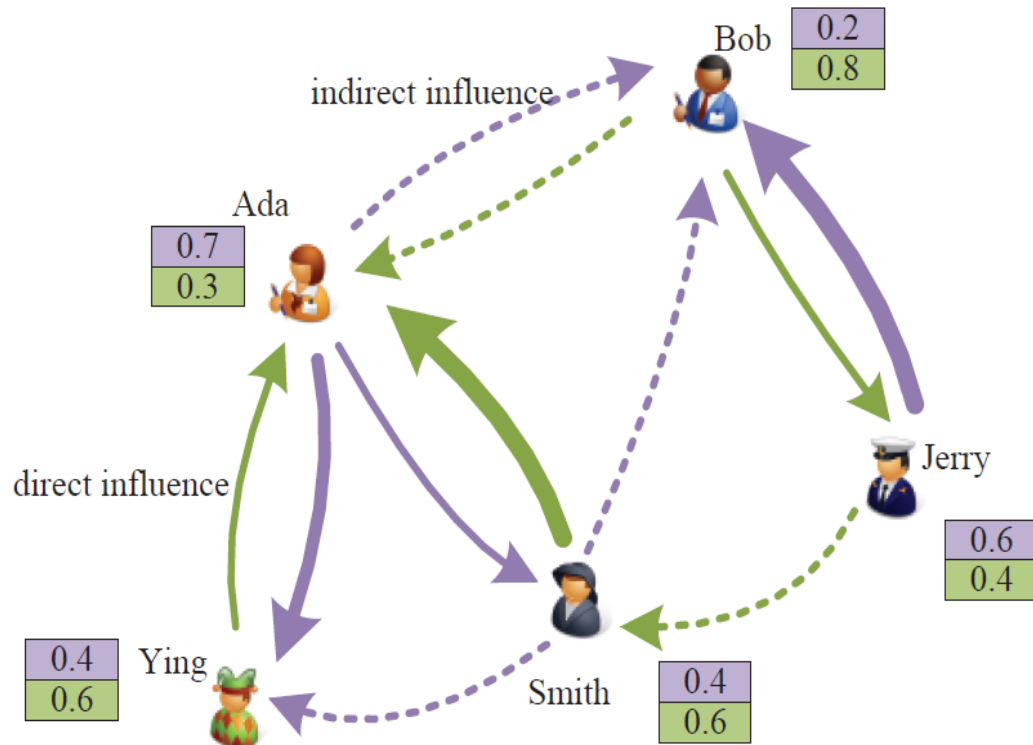 Bob
0.2
0.8
indirect influence
Ada
0.7
0.3
Jerry
direct influence
0.6
0.4
Ying
0.4
0.6
Smith
0.4
0.6